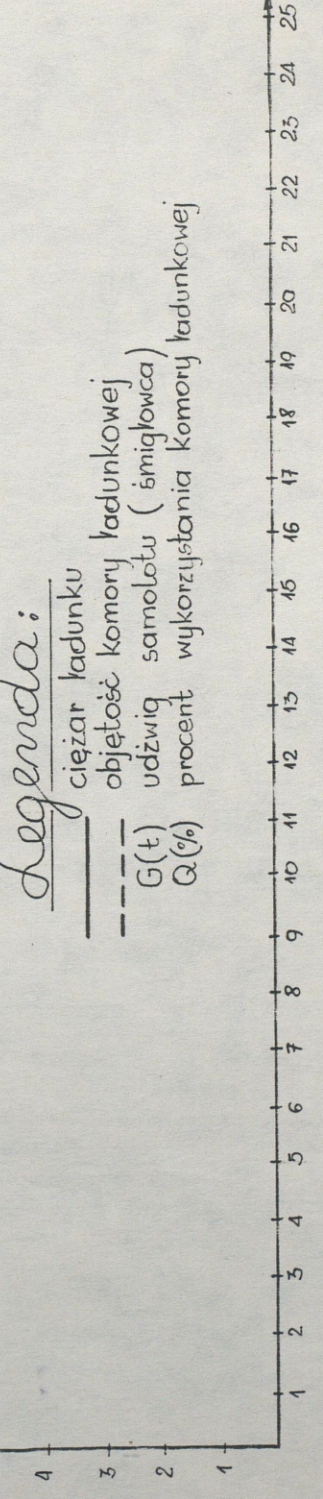 Legenda:
ciężar ładunku
objętość komory ładunkowej
G(t) udźwig samolotu (śmigłowca)
Q(%) procent wykorzystania komory ładunkowej
4
3
2
1
1 2 3 4 5 6 7 8 9 10 11 12 13 14 15 16 17 18 19 20 21 22 23 24 25